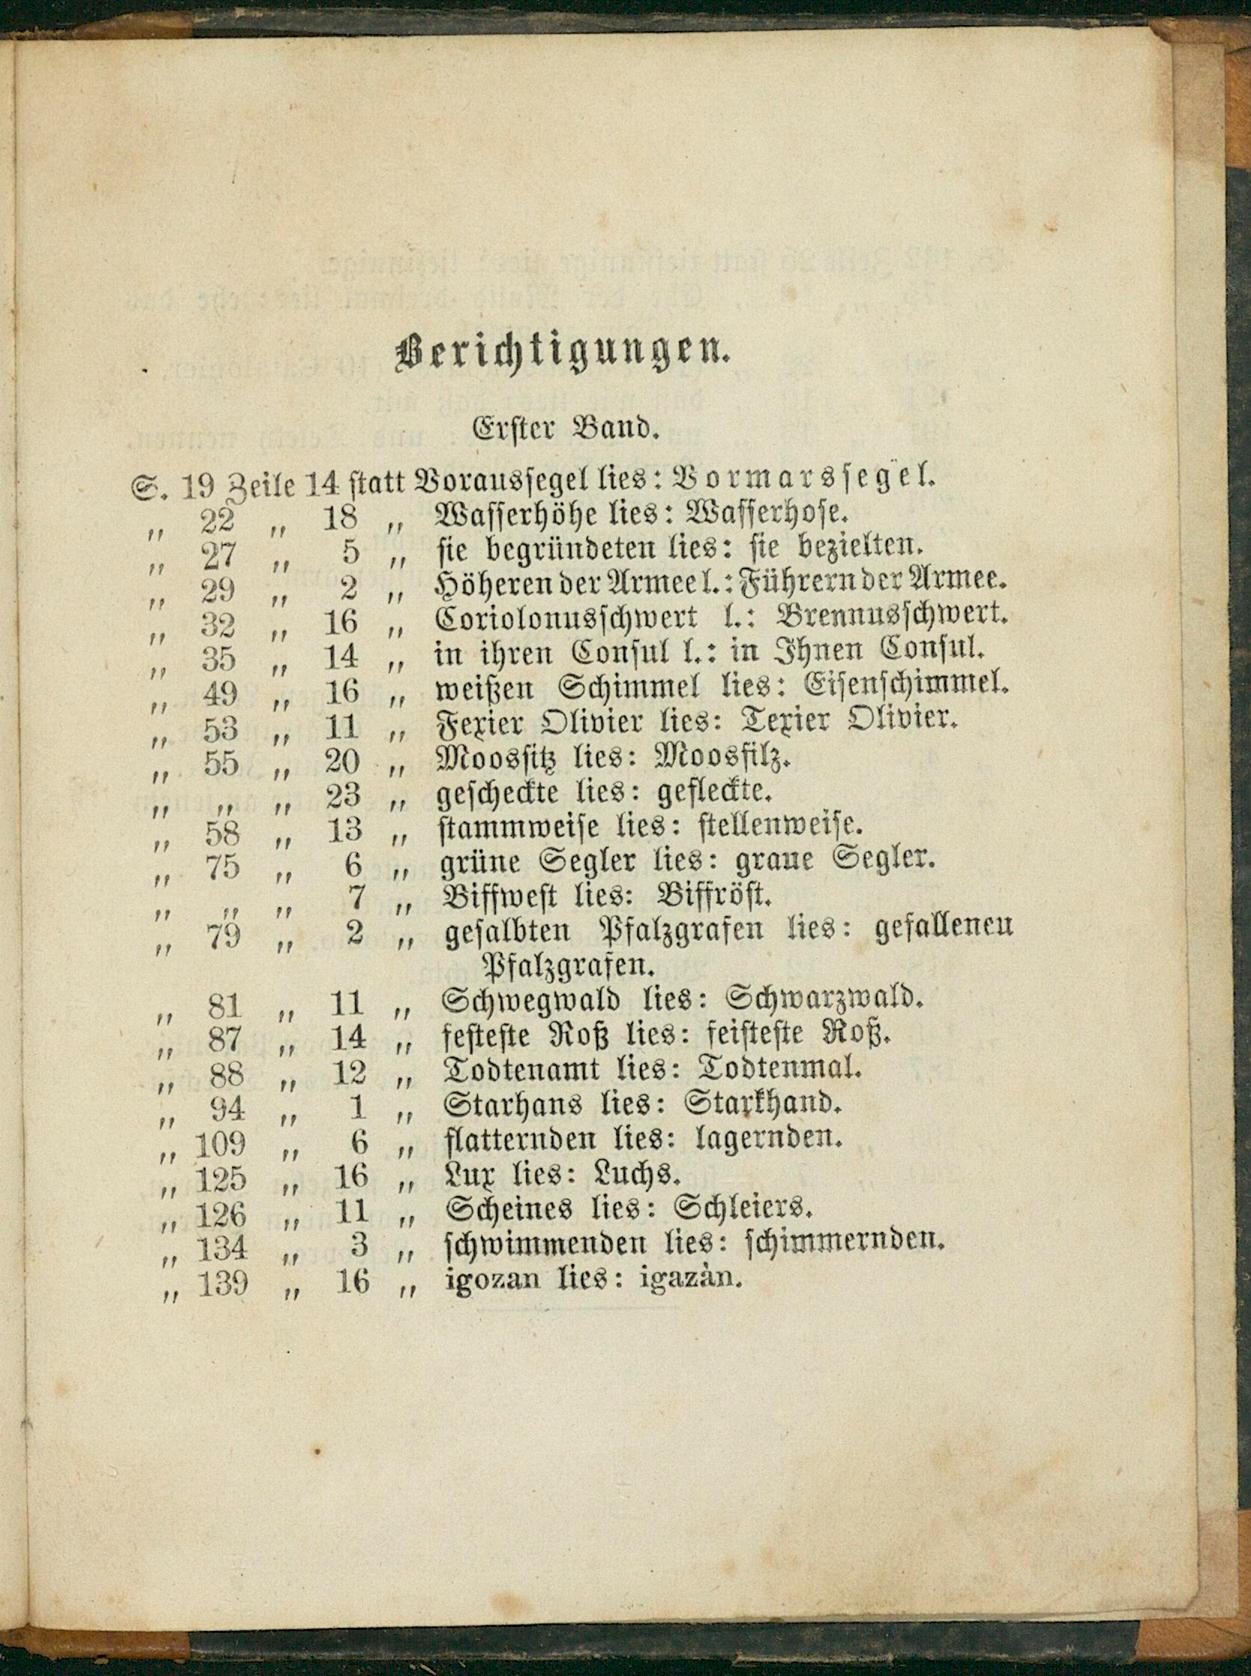 Berichtigungen.
Erster Band.
S. 19 Zeile 14 statt Voraussegel lies: Vormarssegel.
„ 22 „ 18 „ Wasserhöhe lies: Wasserhose.
„ 27 „ 5 „ sie begründeten lies: sie bezielten.
„ 29 „ 2 „ Höheren der Armee l.: Führern der Armee.
„ 32 „ 16 „ Coriolonusschwert l.: Brennusschwert.
„ 35 „ 14 „ in ihren Consul l.: in Ihnen Consul.
„ 49 „ 16 „ weißen Schimmel lies: Eisenschimmel.
„ 53 „ 11 „ Fexier Olivier lies: Texier Olivier.
„ 55 „ 20 „ Moossitz lies: Moosfilz.
„ „ „ 23 „ gescheckte lies: gefleckte.
„ 58 „ 13 „ stammweise lies: stellenweise.
„ 75 „ 6 „ grüne Segler lies: graue Segler.
„ „ „ 7 „ Biffwest lies: Biffröst.
„ 79 „ 2 „ gesalbten Pfalzgrafen lies: gefallenen
Pfalzgrafen.
„ 81 „ 11 „ Schwegwald lies: Schwarzwald.
„ 87 „ 14 „ festeste Roß lies: feisteste Roß.
„ 88 „ 12 „ Todtenamt lies: Todtenmal.
„ 94 „ 1 „ Starhans lies: Starkhand.
„ 109 „ 6 „ flatternden lies: lagernden.
„ 125 „ 16 „ Lux lies: Luchs.
„ 126 „ 11 „ Scheines lies: Schleiers.
„ 134 „ 3 „ schwimmenden lies: schimmernden.
„ 139 „ 16 „ igozan lies: igazàn.